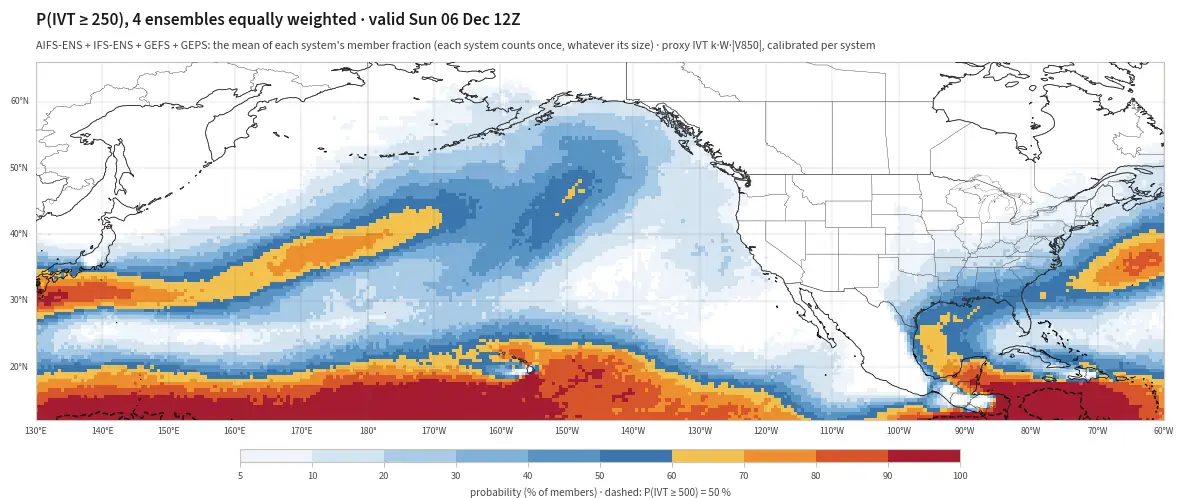 P(IVT ≥ 250), 4 ensembles equally weighted · valid Sun 06 Dec 12Z
AIFS-ENS + IFS-ENS + GEFS + GEPS: the mean of each system's member fraction (each system counts once, whatever its size) · proxy IVT k·W·|V850|, calibrated per system
60°N
50°N
40°N
30°N
20°N
130°E 140°E 150°E 160°E 170°E 180° 170°W 160°W 150°W 140°W 130°W 120°W 110°W 100°W 90°W 80°W 70°W 60°W
5 10 20 30 40 50 60 70 80 90 100
probability (% of members) · dashed: P(IVT ≥ 500) = 50 %